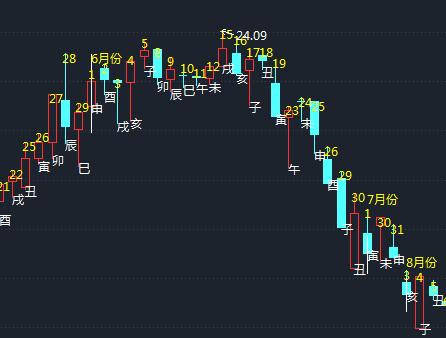 21
22
25
26
27
28
29
1
6月份
2
3
4
5
8
9
10
11
12
15
24.09
16
17
18
19
23
24
25
26
29
30
7月份
1
30
31
8月份
3
4
5
6
酉
戌
丑
寅
卯
辰
巳
申
酉
戌
亥
子
卯
辰
巳
午
未
戌
亥
子
丑
寅
午
未
申
酉
子
丑
寅
未
申
亥
子
丑